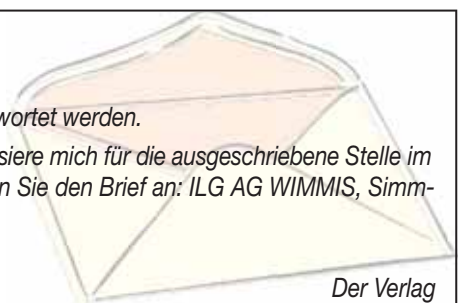 wortet werden.
siere mich für die ausgeschriebene Stelle im
n Sie den Brief an: ILG AG WIMMIS, Simm-
Der Verlag